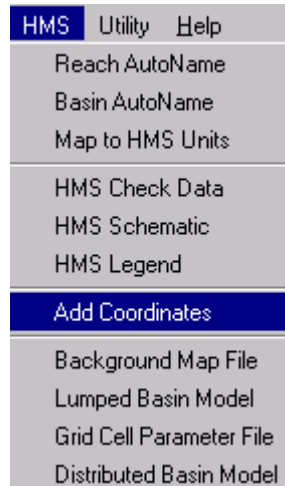 HMS Utility Help
Reach AutoName
Basin AutoName
Map to HMS Units
HMS Check Data
HMS Schematic
HMS Legend
Add Coordinates
Background Map File
Lumped Basin Model
Grid Cell Parameter File
Distributed Basin Model